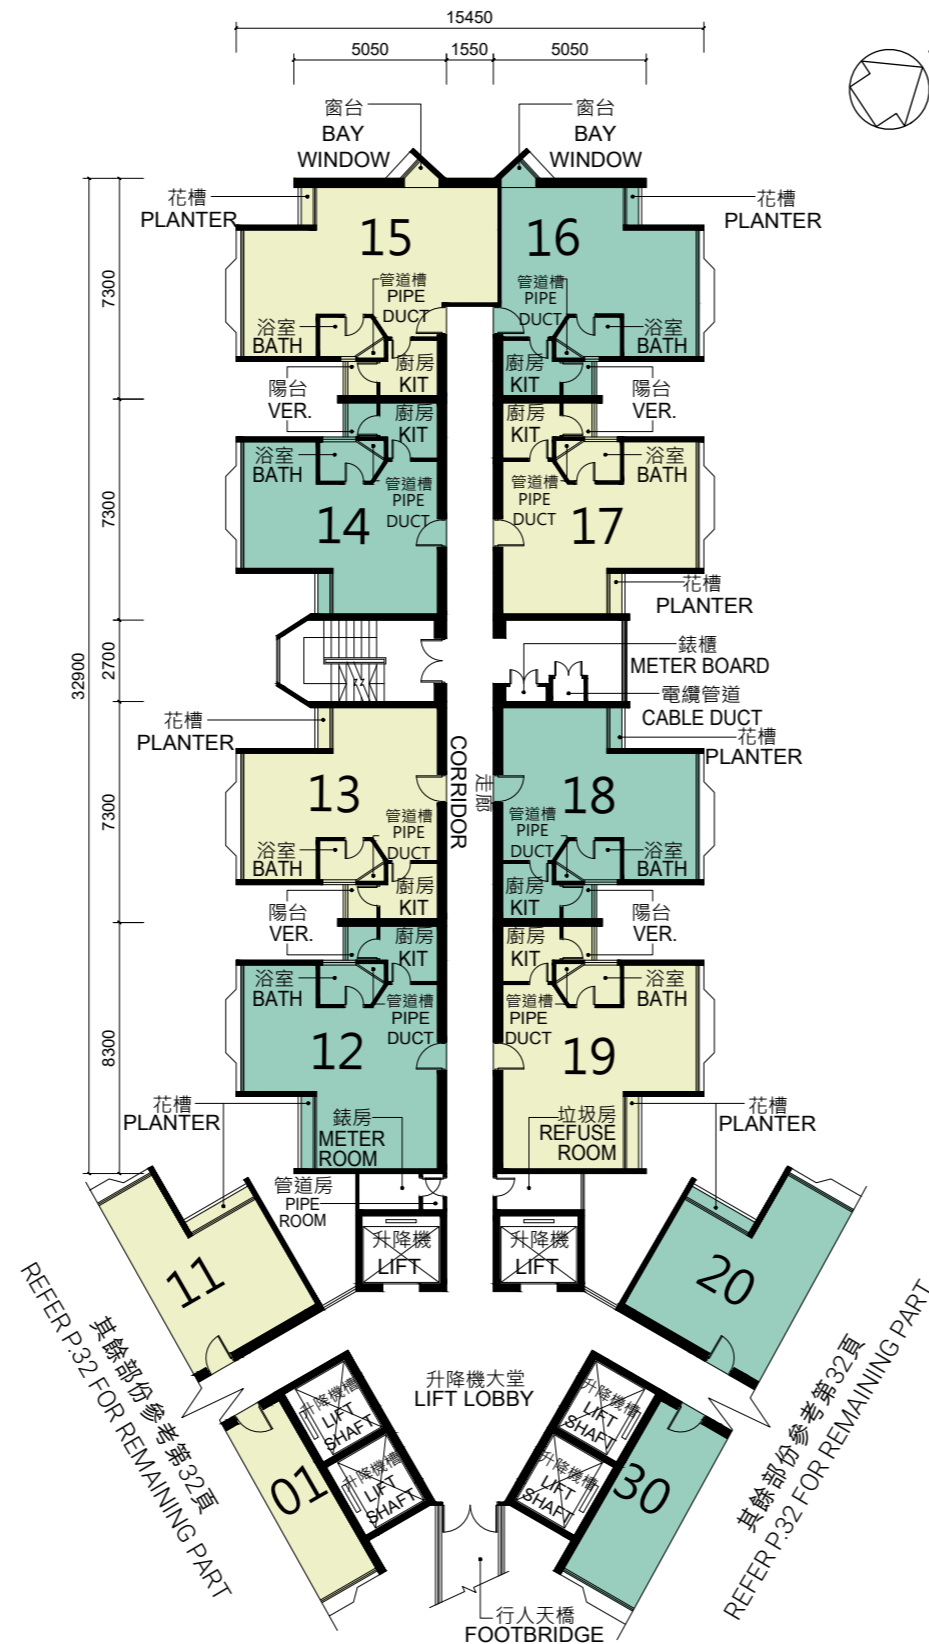 15450
5050
1550
5050
窗台
BAY
WINDOW
窗台
BAY
WINDOW
花槽
PLANTER
花槽
PLANTER
15
16
7300
管道槽
PIPE
DUCT
管道槽
PIPE
DUCT
浴室
BATH
浴室
BATH
廚房
KIT
廚房
KIT
陽台
VER.
陽台
VER.
廚房
KIT
廚房
KIT
浴室
BATH
浴室
BATH
管道槽
PIPE
DUCT
管道槽
PIPE
DUCT
7300
14
17
花槽
PLANTER
32900
2700
錶櫃
METER BOARD
電纜管道
CABLE DUCT
花槽
PLANTER
花槽
PLANTER
CORRIDOR
走廊
7300
13
18
管道槽
PIPE
DUCT
管道槽
PIPE
DUCT
浴室
BATH
浴室
BATH
廚房
KIT
廚房
KIT
陽台
VER.
陽台
VER.
廚房
KIT
廚房
KIT
浴室
BATH
浴室
BATH
管道槽
PIPE
DUCT
管道槽
PIPE
DUCT
8300
12
19
花槽
PLANTER
錶房
METER
ROOM
垃圾房
REFUSE
ROOM
花槽
PLANTER
管道房
PIPE
ROOM
升降機
LIFT
升降機
LIFT
11
20
其餘部份參考第32頁
REFER P.32 FOR REMAINING PART
其餘部份參考第32頁
REFER P.32 FOR REMAINING PART
升降機大堂
LIFT LOBBY
升降機槽
LIFT
SHAFT
升降機槽
LIFT
SHAFT
升降機槽
LIFT
SHAFT
升降機槽
LIFT
SHAFT
01
30
行人天橋
FOOTBRIDGE